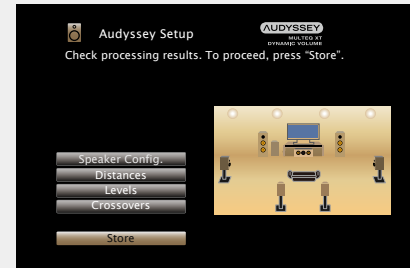 Audyssey Setup
AUDYSSEY
MULTEQ XT
DYNAMIC VOLUME
Check processing results. To proceed, press “Store”.
Speaker Config.
Distances
Levels
Crossovers
Store